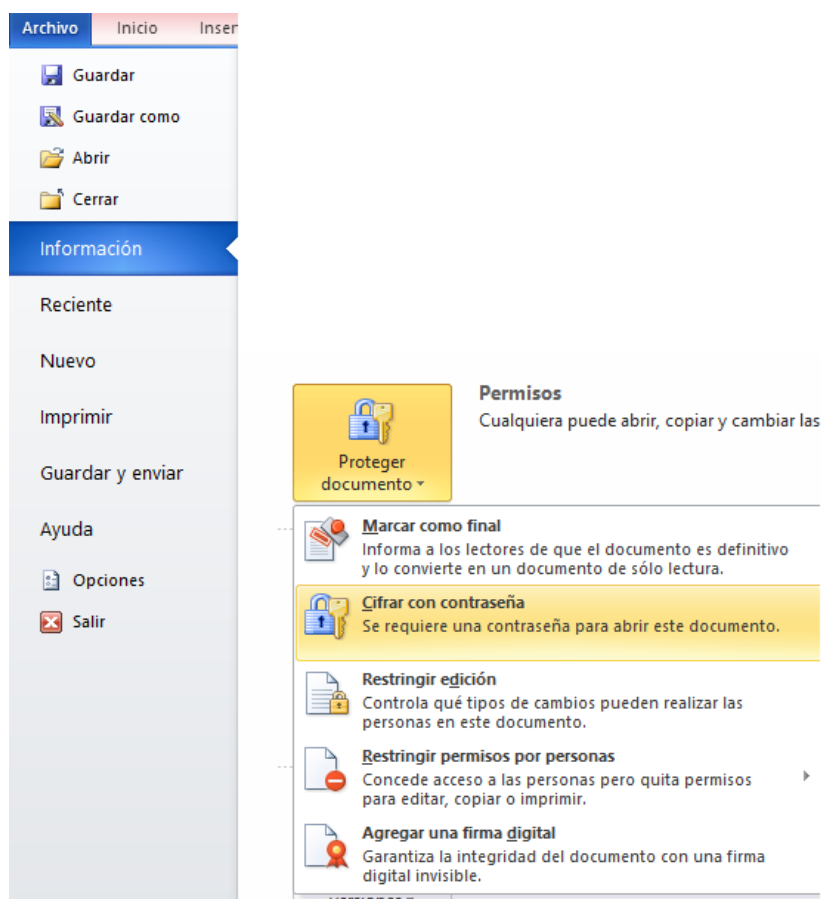 Archivo Inicio Inser
Guardar
Guardar como
Abrir
Cerrar
Información
Reciente
Nuevo
Imprimir
Guardar y enviar
Ayuda
Opciones
Salir
Permisos
Cualquiera puede abrir, copiar y cambiar las
Proteger
documento
Marcar como final
Informa a los lectores de que el documento es definitivo
y lo convierte en un documento de sólo lectura.
Cifrar con contraseña
Se requiere una contraseña para abrir este documento.
Restringir edición
Controla qué tipos de cambios pueden realizar las
personas en este documento.
Restringir permisos por personas
Concede acceso a las personas pero quita permisos
para editar, copiar o imprimir.
Agregar una firma digital
Garantiza la integridad del documento con una firma
digital invisible.